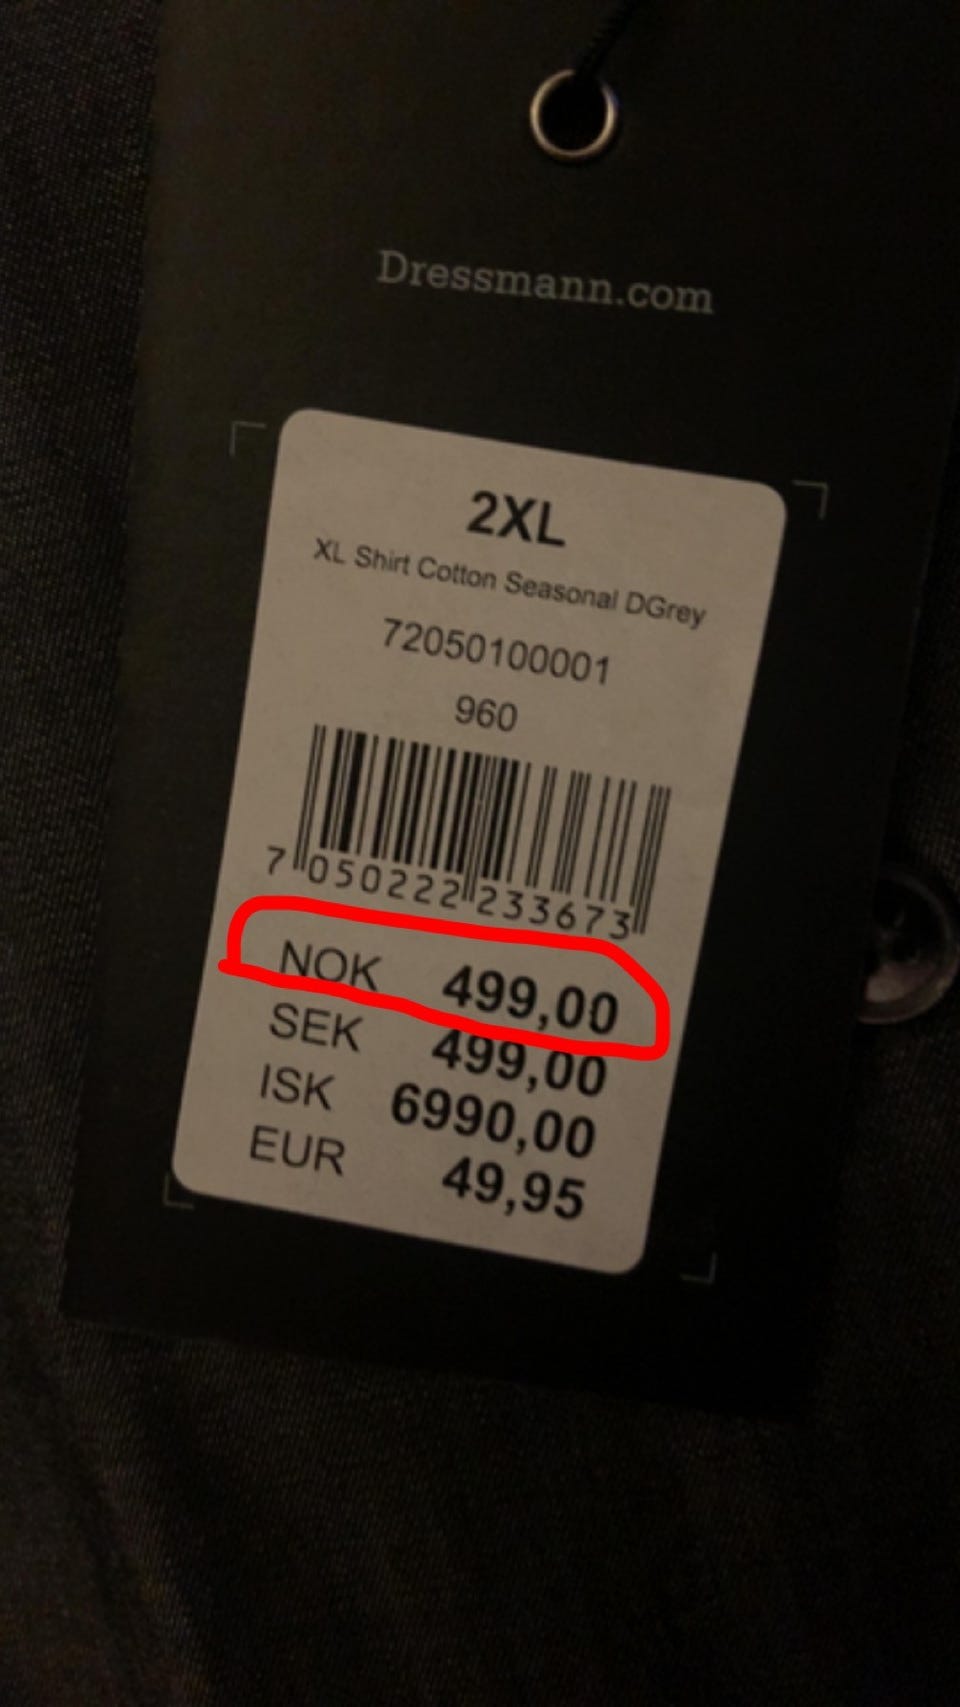 Dressmann.com
2XL
XL Shirt Cotton Seasonal DGrey
72050100001
960
7 050222 233673
NOK 499,00
SEK 499,00
ISK 6990,00
EUR 49,95